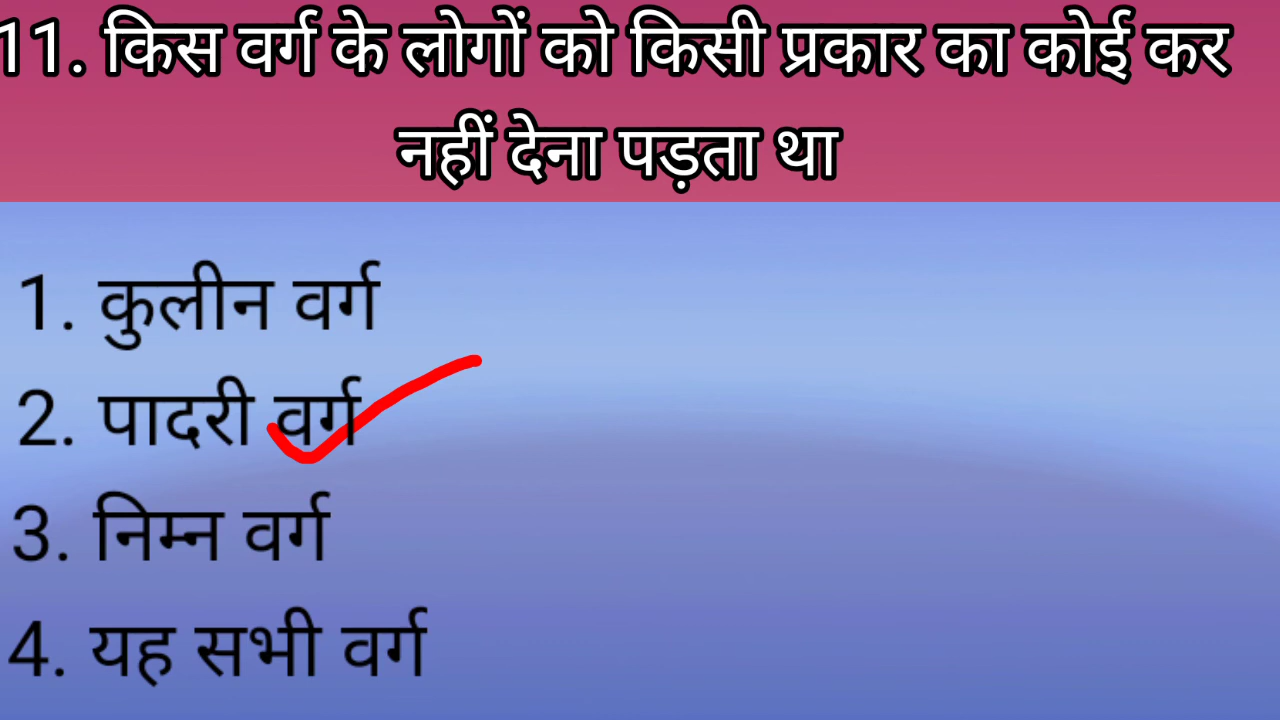 11. किस वर्ग के लोगों को किसी प्रकार का कोई कर
नहीं देना पड़ता था
1. कुलीन वर्ग
2. पादरी वर्ग
3. निम्न वर्ग
4. यह सभी वर्ग